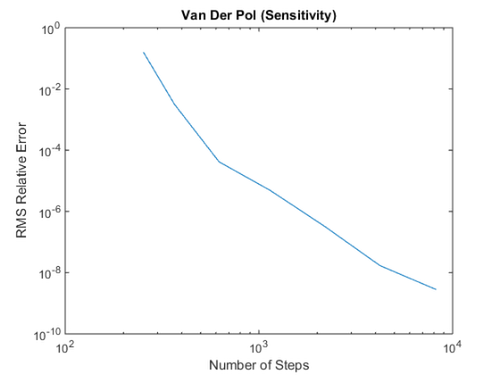 Van Der Pol (Sensitivity)
10^0
10^-2
10^-4
10^-6
10^-8
10^-10
RMS Relative Error
10^2 10^3 10^4
Number of Steps